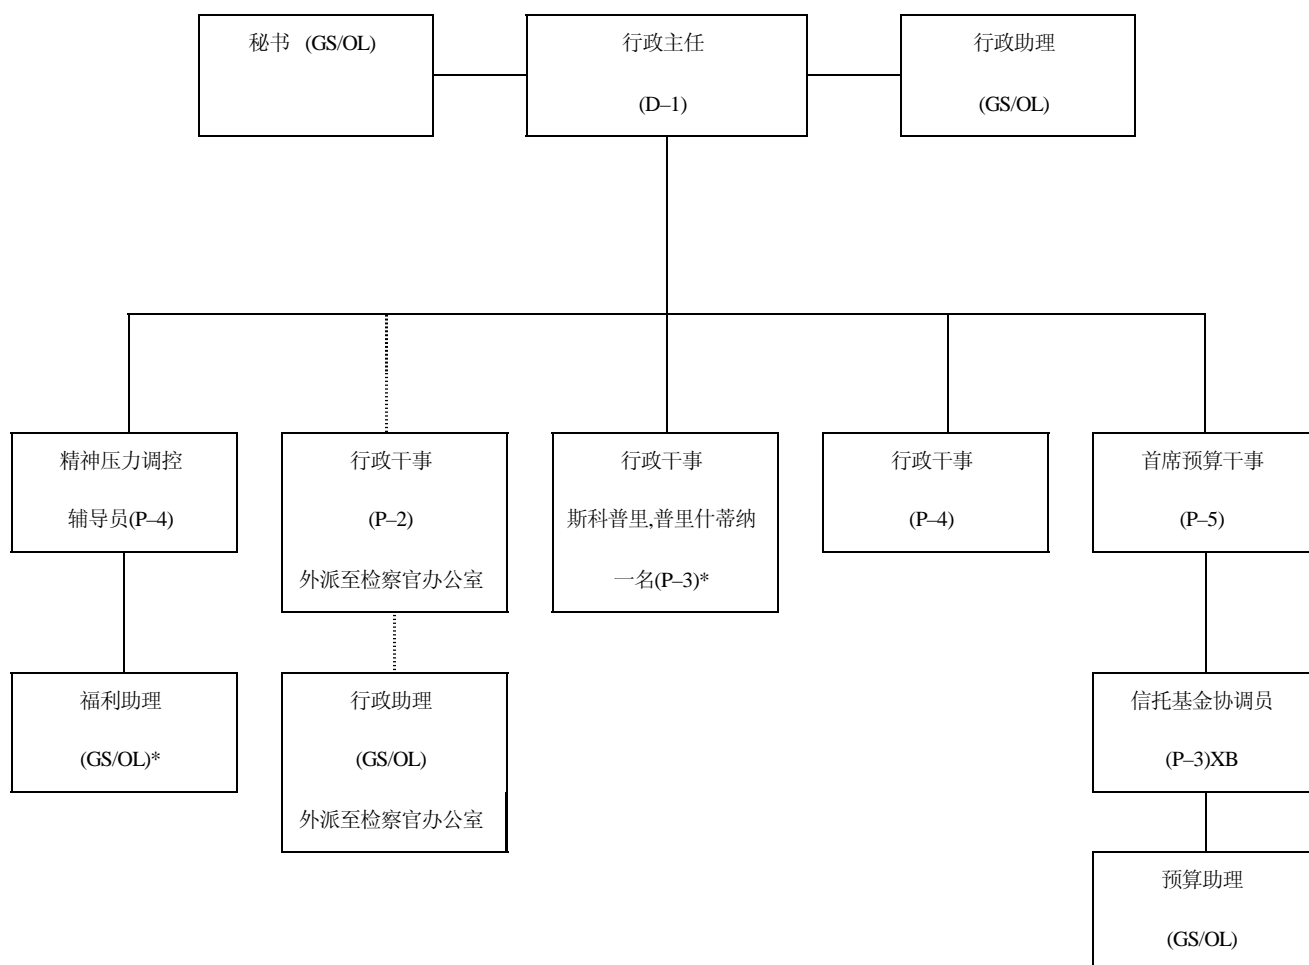 秘书 (GS/OL)
行政主任
(D–1)
行政助理
(GS/OL)
精神压力调控
辅导员(P–4)
行政干事
(P–2)
外派至检察官办公室
行政干事
斯科普里,普里什蒂纳
一名(P–3)*
行政干事
(P–4)
首席预算干事
(P–5)
福利助理
(GS/OL)*
行政助理
(GS/OL)
外派至检察官办公室
信托基金协调员
(P–3)XB
预算助理
(GS/OL)